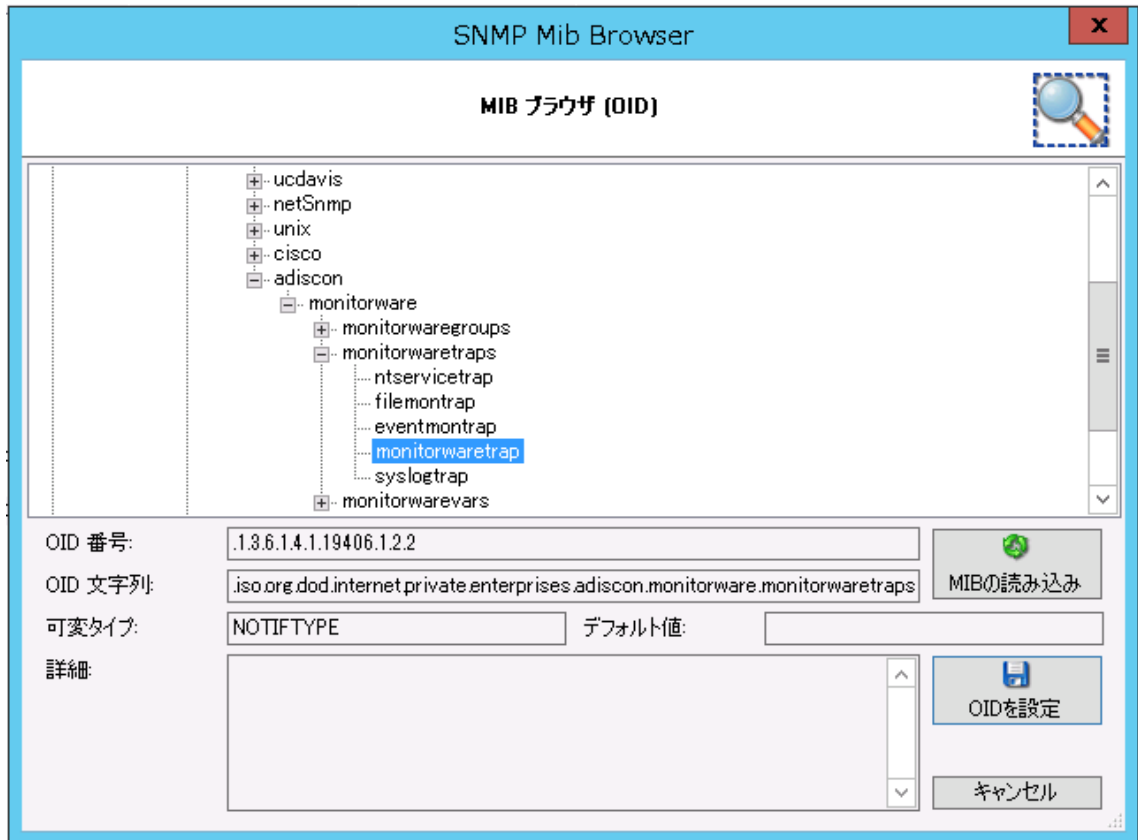 SNMP Mib Browser
x
MIB ブラウザ (OID)
ucdavis
netSnmp
unix
cisco
adiscon
monitorware
monitorwaregroups
monitorwaretraps
ntservicetrap
filemontrap
eventmontrap
monitorwaretrap
syslogtrap
monitorwarevars
OID 番号: .1.3.6.1.4.1.19406.1.2.2
OID 文字列: .iso.org.dod.internet.private.enterprises.adiscon.monitorware.monitorwaretraps
MIBの読み込み
可変タイプ: NOTIFTYPE デフォルト値:
詳細:
OIDを設定
キャンセル